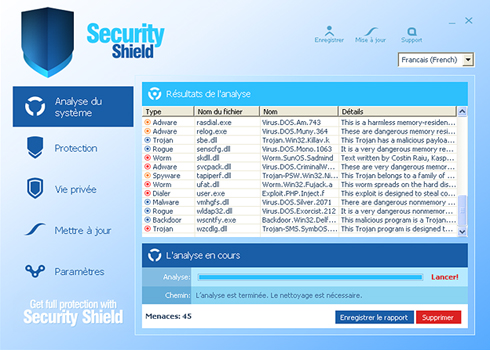 Security
Shield
Enregistrer Mise à jour Support
Francais (French)
Analyse du
système
Protection
Vie privée
Mettre à jour
Paramètres
Get full protection with
Security Shield
Résultats de l'analyse
Type Nom du fichier Nom Détails
Adware rasdial.exe Virus.DOS.Am.743 This is a harmless memory-residen...
Adware relog.exe Virus.DOS.Muny.364 These are dangerous memory resi...
Trojan sbe.dll Trojan.Win32.Killav.k This Trojan has a malicious payloa...
Rogue senscfg.dll Virus.DOS.Mono.1063 It is a very dangerous memory re...
Worm skdll.dll Worm.SunOS.Sadmind Text written by Costin Raiu, Kaspe...
Adware svcpack.dll Virus.DOS.CriminalW... These are dangerous memory resi...
Spyware tapiperf.dll Trojan-PSW.Win32.Ni... This Trojan belongs to a family of ...
Worm ufat.dll Worm.Win32.Fujack.a This worm spreads on the hard dis...
Dialer user.exe Exploit.PHP.Inject.f This exploit is designed to steal co...
Malware vmhgfs.dll Virus.DOS.Silver.2071 There are dangerous nonmemory ...
Rogue wldap32.dll Virus.DOS.Exorcist.212 It is a very dangerous nonmemor...
Backdoor wscntfy.exe Backdoor.Win32.Delf... This malicious program is a Trojan...
Trojan wzcdlg.dll Trojan-SMS.SymbOS... This Trojan program is designed t...
L'analyse en cours
Analyse: Lancer!
Chemin: L'analyse est terminée. Le nettoyage est nécessaire.
Menaces: 45 Enregistrer le rapport Supprimer